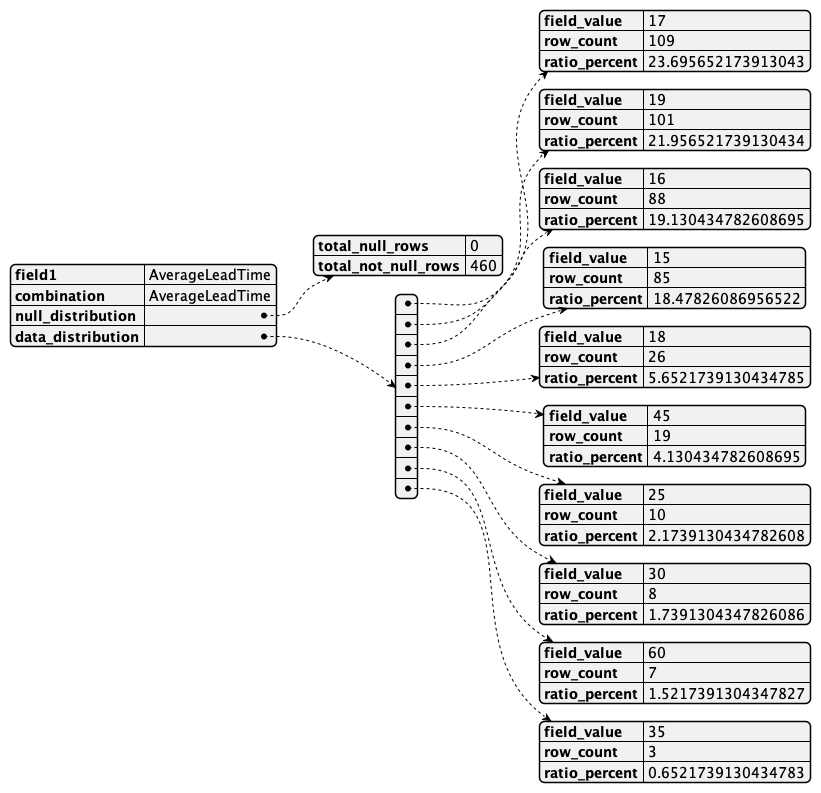 field1 AverageLeadTime
combination AverageLeadTime
null_distribution
data_distribution
total_null_rows 0
total_not_null_rows 460
field_value 17
row_count 109
ratio_percent 23.695652173913043
field_value 19
row_count 101
ratio_percent 21.956521739130434
field_value 16
row_count 88
ratio_percent 19.130434782608695
field_value 15
row_count 85
ratio_percent 18.47826086956522
field_value 18
row_count 26
ratio_percent 5.6521739130434785
field_value 45
row_count 19
ratio_percent 4.130434782608695
field_value 25
row_count 10
ratio_percent 2.1739130434782608
field_value 30
row_count 8
ratio_percent 1.7391304347826086
field_value 60
row_count 7
ratio_percent 1.5217391304347827
field_value 35
row_count 3
ratio_percent 0.6521739130434783